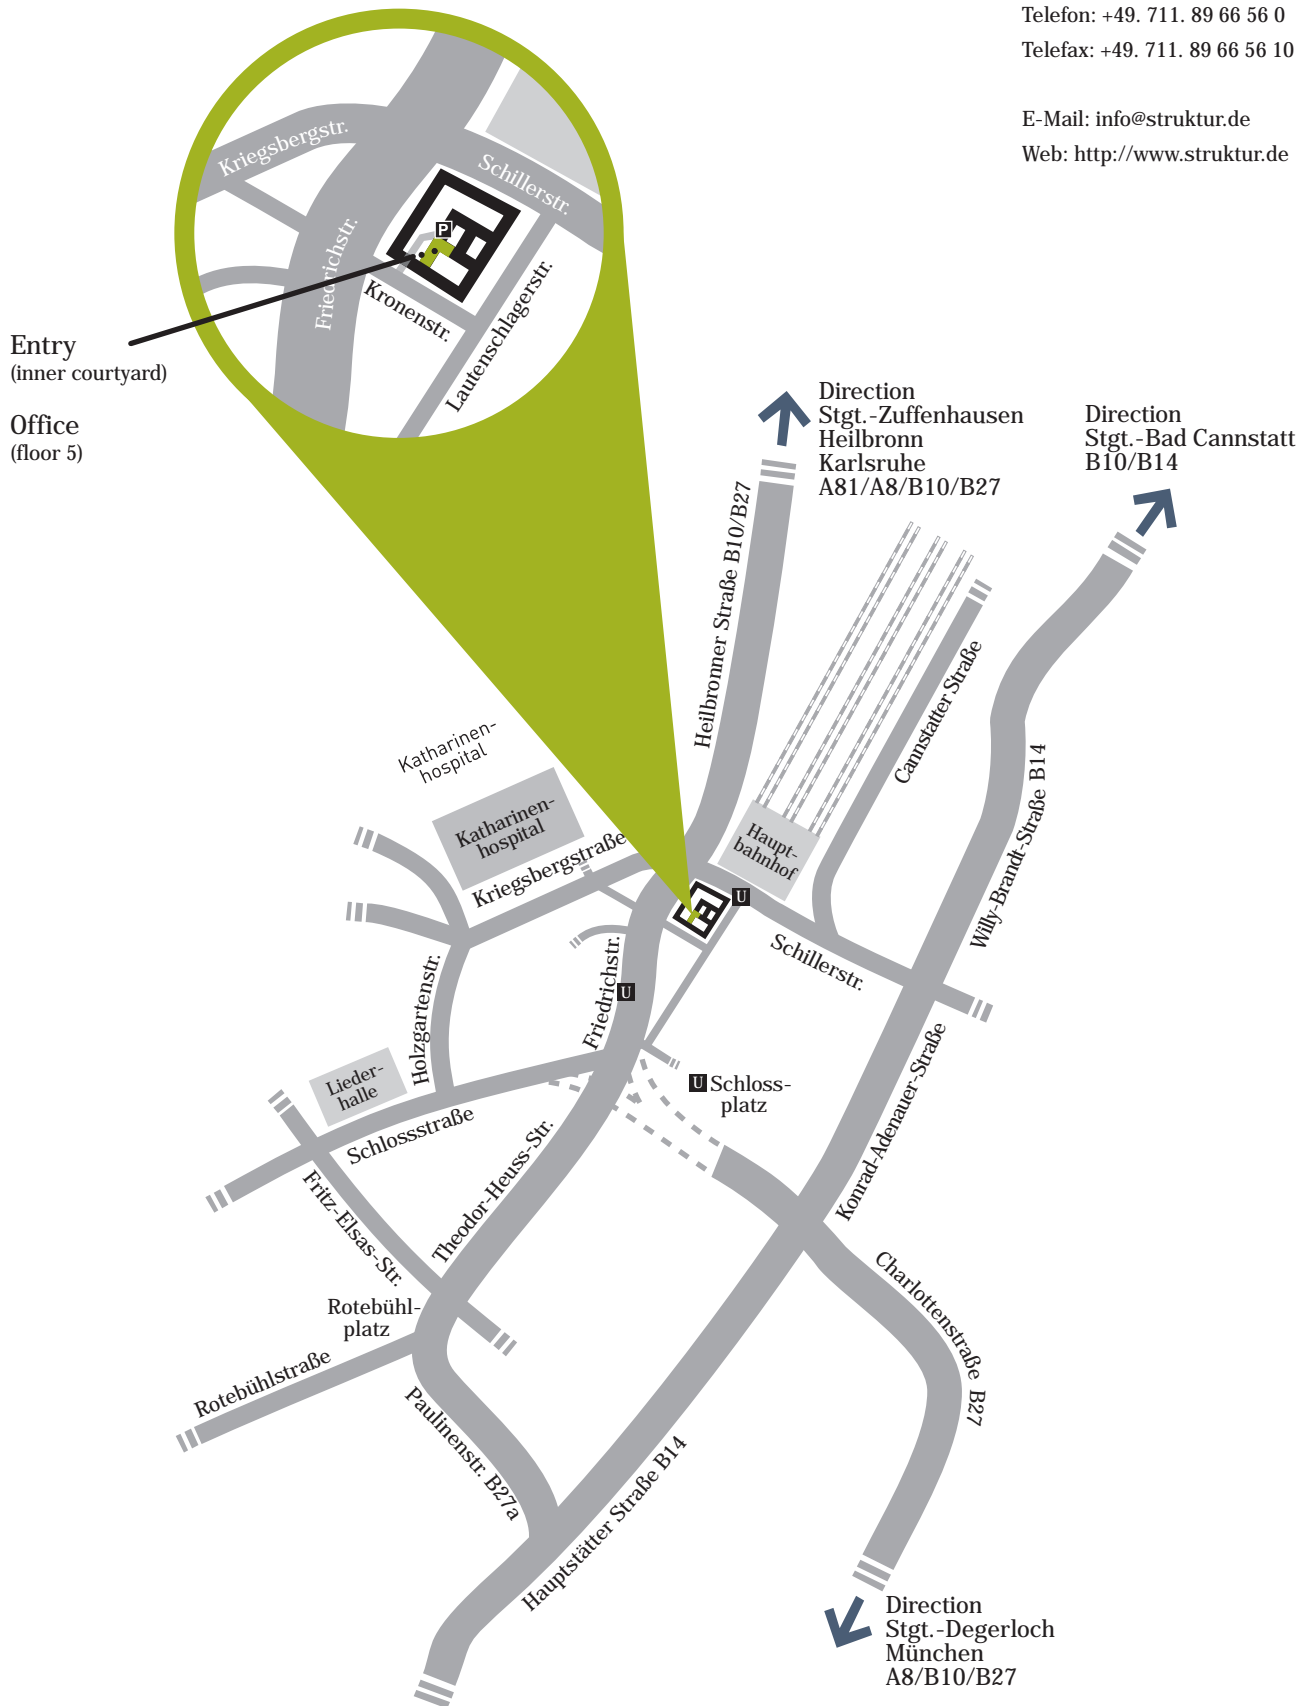 Telefon: +49. 711. 89 66 56 0
Telefax: +49. 711. 89 66 56 10
E-Mail: info@struktur.de
Web: http://www.struktur.de
Kriegsbergstr.
Schillerstr.
P
Friedrichstr.
Kronenstr.
Lautenschlagerstr.
Entry
(inner courtyard)
Office
(floor 5)
Direction
Stgt.-Zuffenhausen
Heilbronn
Karlsruhe
A81/A8/B10/B27
Direction
Stgt.-Bad Cannstatt
B10/B14
Heilbronner Straße B10/B27
Cannstatter Straße
Willy-Brandt-Straße B14
Katharinen-
hospital
Katharinen-
hospital
Kriegsbergstraße
Haupt-
bahnhof
U
Schillerstr.
Friedrichstr.
U
Holzgartenstr.
Lieder-
halle
Schlossstraße
U Schloss-
platz
Konrad-Adenauer-Straße
Fritz-Elsas-Str.
Theodor-Heuss-Str.
Charlottenstraße B27
Rotebühl-
platz
Rotebühlstraße
Paulinenstr. B27a
Hauptstätter Straße B14
Direction
Stgt.-Degerloch
München
A8/B10/B27